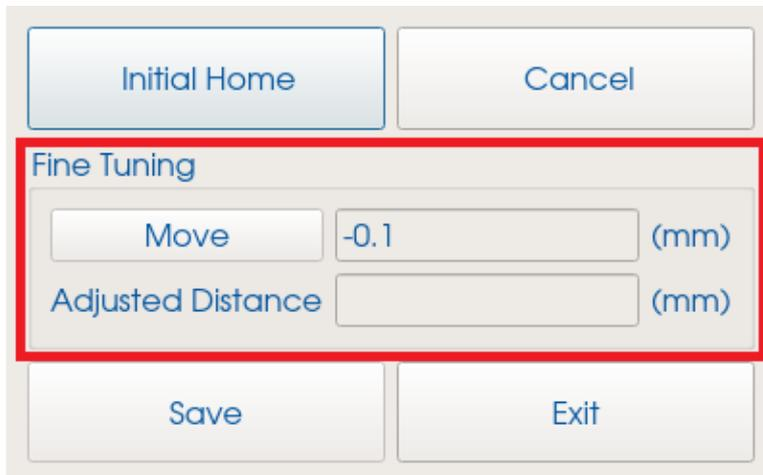 Initial Home Cancel
Fine Tuning
Move -0.1 (mm)
Adjusted Distance (mm)
Save Exit